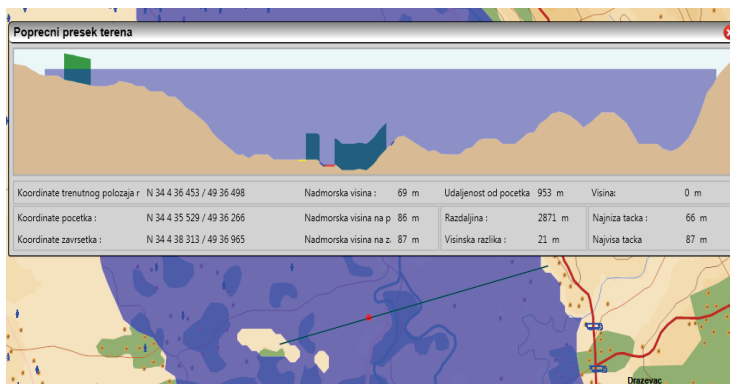 Poprecni presek terena
Koordinate trenutnog polozaja r N 34 4 36 453 / 49 36 498 Nadmorska visina : 69 m Udaljenost od pocetka 953 m Visina: 0 m
Koordinate pocetka : N 34 4 35 529 / 49 36 266 Nadmorska visina na p 86 m Razdaljina : 2871 m Najniza tacka : 66 m
Koordinate zavrsetka : N 34 4 38 313 / 49 36 965 Nadmorska visina na z 87 m Visinska razlika : 21 m Najvisa tacka 87 m
Drazevac